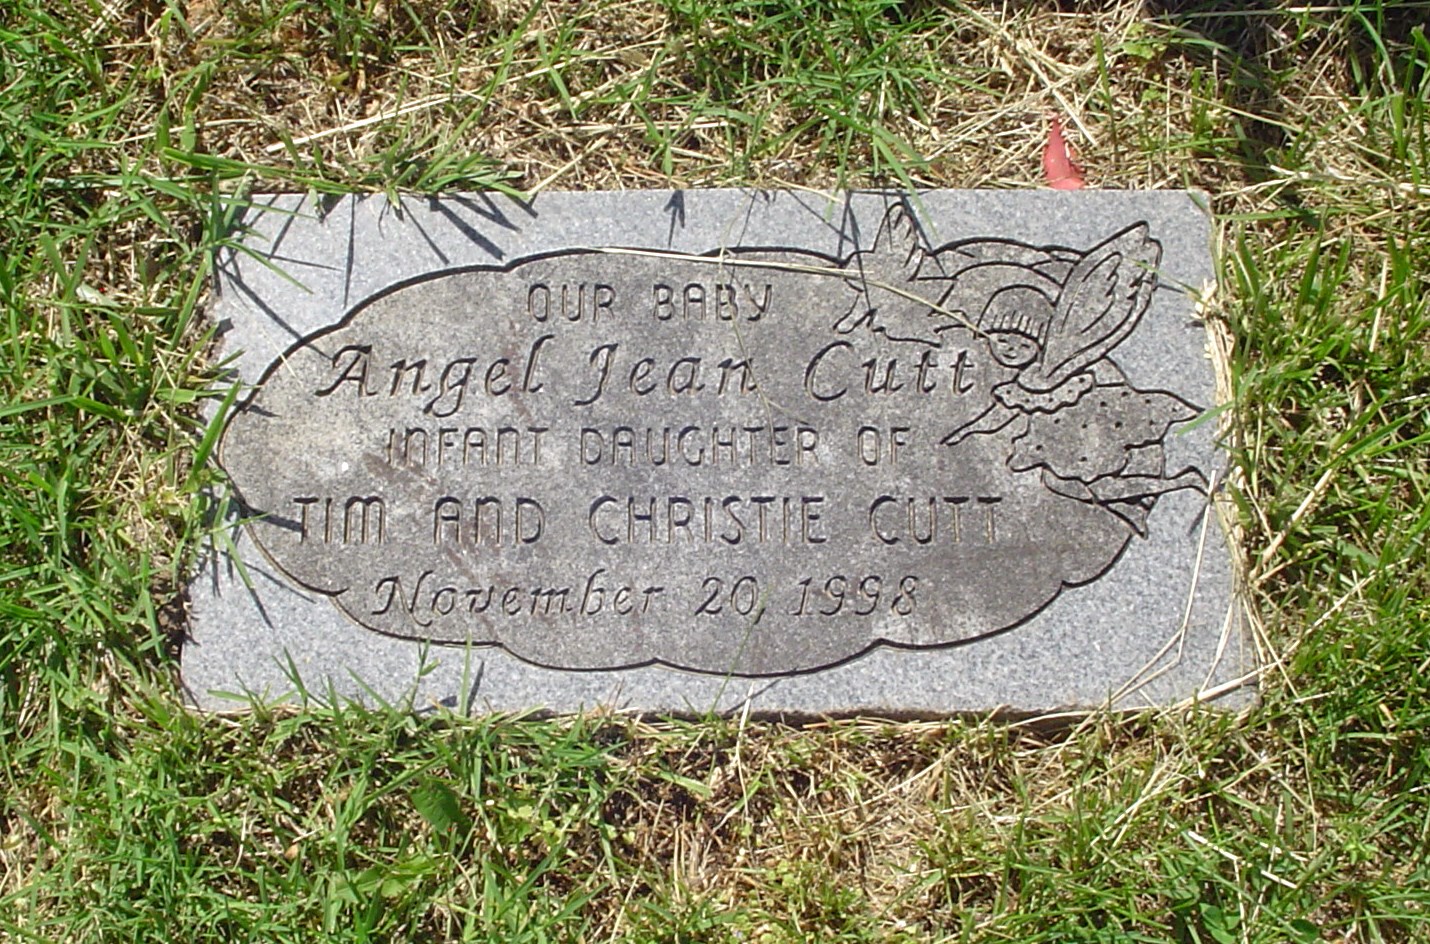 OUR BABY
Angel Jean Cutt
INFANT DAUGHTER OF
TIM AND CHRISTIE CUTT
November 20, 1998